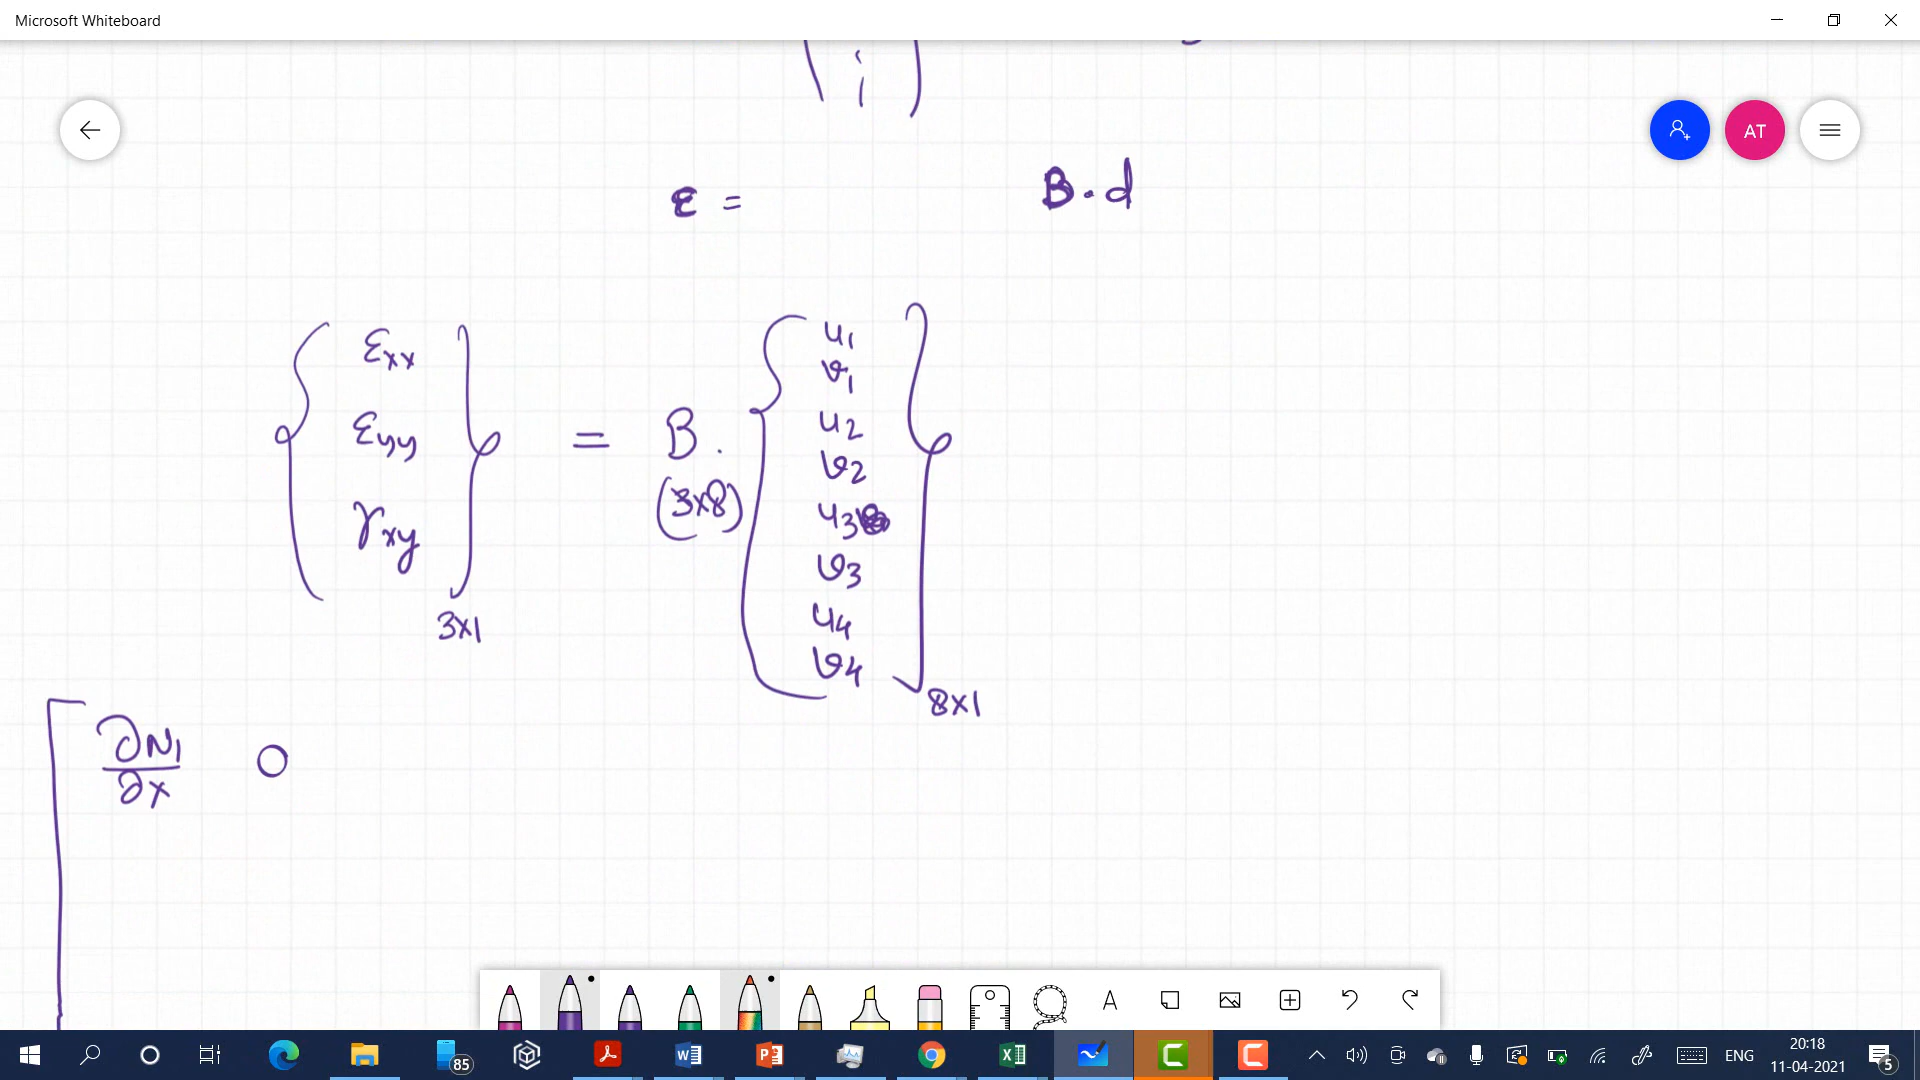 Microsoft Whiteboard
AT
ε = B . d
εxx
εyy
γxy
3x1
= B .
(3x8)
u1
v1
u2
v2
u3
v3
u4
v4
8x1
∂N1
∂x
0
85
ENG
20:18
11-04-2021
5